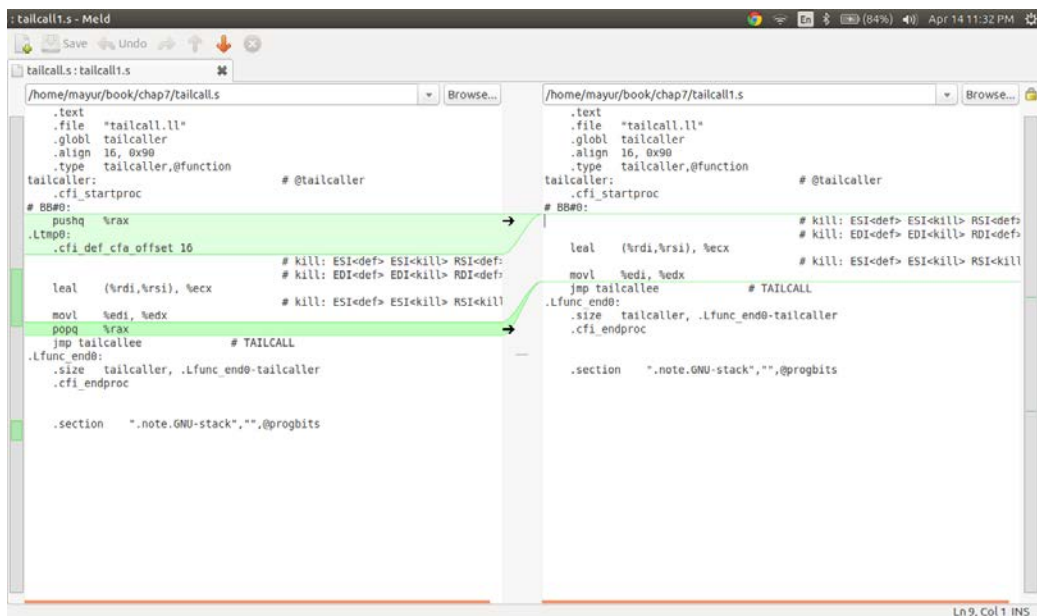 : tailcall1.s - Meld
En (84%) Apr 14 11:32 PM
Save Undo
tailcall.s : tailcall1.s
/home/mayur/book/chap7/tailcall.s Browse...
.text
.file "tailcall.ll"
.globl tailcaller
.align 16, 0x90
.type tailcaller,@function
tailcaller: # @tailcaller
.cfi_startproc
# BB#0:
pushq %rax
.Ltmp0:
.cfi_def_cfa_offset 16
# kill: ESI<def> ESI<kill> RSI<def>
# kill: EDI<def> EDI<kill> RDI<def>
leal (%rdi,%rsi), %ecx
# kill: ESI<def> ESI<kill> RSI<kill
movl %edi, %edx
popq %rax
jmp tailcallee # TAILCALL
.Lfunc_end0:
.size tailcaller, .Lfunc_end0-tailcaller
.cfi_endproc
.section ".note.GNU-stack","",@progbits
/home/mayur/book/chap7/tailcall1.s Browse...
.text
.file "tailcall.ll"
.globl tailcaller
.align 16, 0x90
.type tailcaller,@function
tailcaller: # @tailcaller
.cfi_startproc
# BB#0:
# kill: ESI<def> ESI<kill> RSI<def>
# kill: EDI<def> EDI<kill> RDI<def>
leal (%rdi,%rsi), %ecx
# kill: ESI<def> ESI<kill> RSI<kill
movl %edi, %edx
jmp tailcallee # TAILCALL
.Lfunc_end0:
.size tailcaller, .Lfunc_end0-tailcaller
.cfi_endproc
.section ".note.GNU-stack","",@progbits
Ln 9, Col 1 INS